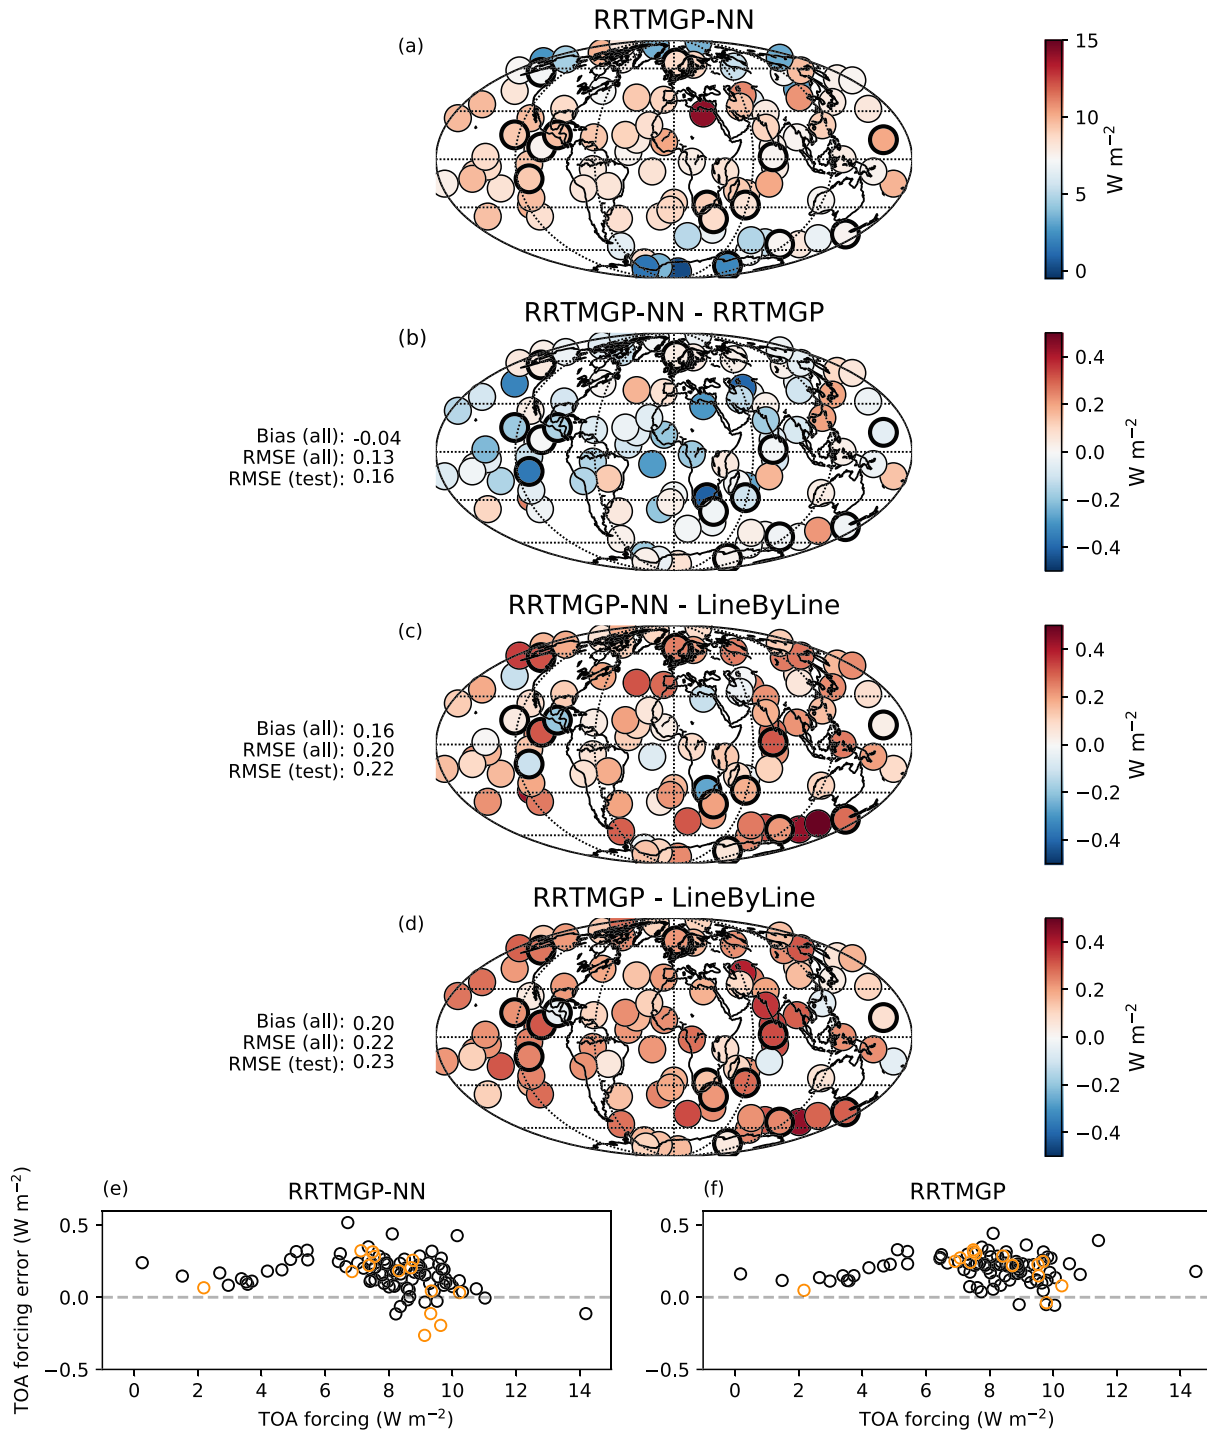 RRTMGP-NN
(a)
15
10
5
0
W m⁻²
RRTMGP-NN - RRTMGP
(b)
Bias (all): -0.04
RMSE (all): 0.13
RMSE (test): 0.16
0.4
0.2
0.0
−0.2
−0.4
W m⁻²
RRTMGP-NN - LineByLine
(c)
Bias (all): 0.16
RMSE (all): 0.20
RMSE (test): 0.22
0.4
0.2
0.0
−0.2
−0.4
W m⁻²
RRTMGP - LineByLine
(d)
Bias (all): 0.20
RMSE (all): 0.22
RMSE (test): 0.23
0.4
0.2
0.0
−0.2
−0.4
W m⁻²
(e)
RRTMGP-NN
TOA forcing error (W m⁻²)
0.5
0.0
−0.5
0 2 4 6 8 10 12 14
TOA forcing (W m⁻²)
(f)
RRTMGP
0.5
0.0
−0.5
0 2 4 6 8 10 12 14
TOA forcing (W m⁻²)